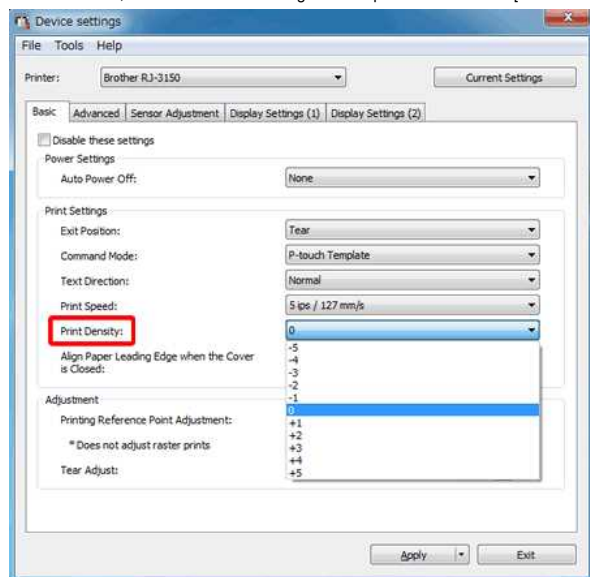 Device settings
File Tools Help
Printer: Brother RJ-3150 Current Settings
Basic Advanced Sensor Adjustment Display Settings (1) Display Settings (2)
Disable these settings
Power Settings
Auto Power Off: None
Print Settings
Exit Position: Tear
Command Mode: P-touch Template
Text Direction: Normal
Print Speed: 5 ips / 127 mm/s
Print Density: 0
Align Paper Leading Edge when the Cover
is Closed:
-5
-4
-3
-2
-1
0
+1
+2
+3
+4
+5
Adjustment
Printing Reference Point Adjustment:
*Does not adjust raster prints
Tear Adjust:
Apply Exit